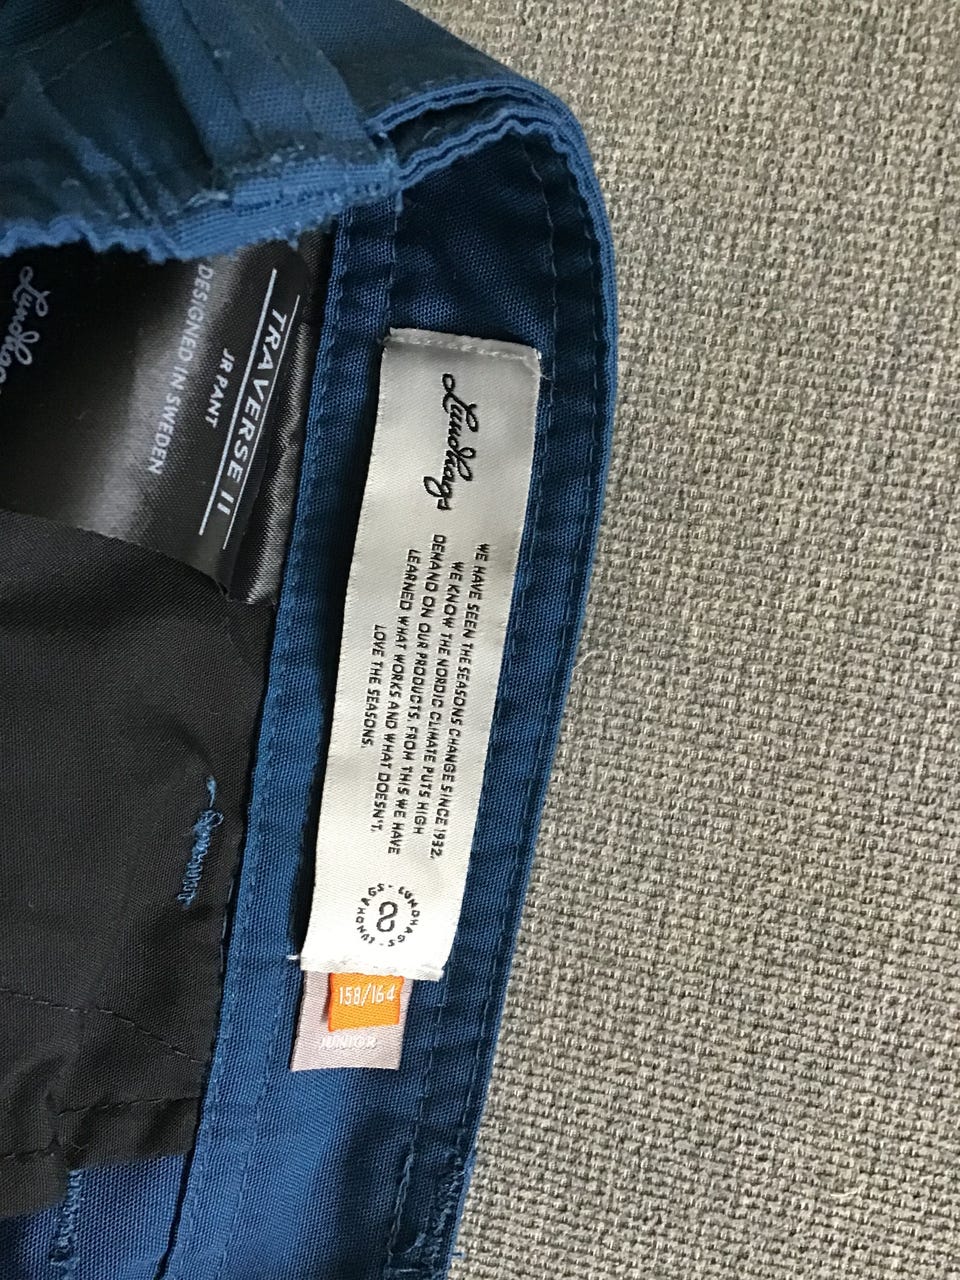 Lundhags
WE HAVE SEEN THE SEASONS CHANGE SINCE 1932.
WE KNOW THE NORDIC CLIMATE PUTS HIGH
DEMAND ON OUR PRODUCTS. FROM THIS WE HAVE
LEARNED WHAT WORKS AND WHAT DOESN'T.
LOVE THE SEASONS.
LUNDHAGS - LUNDHAGS -
158/164
JUNIOR
TRAVERSE II
JR PANT
DESIGNED IN SWEDEN